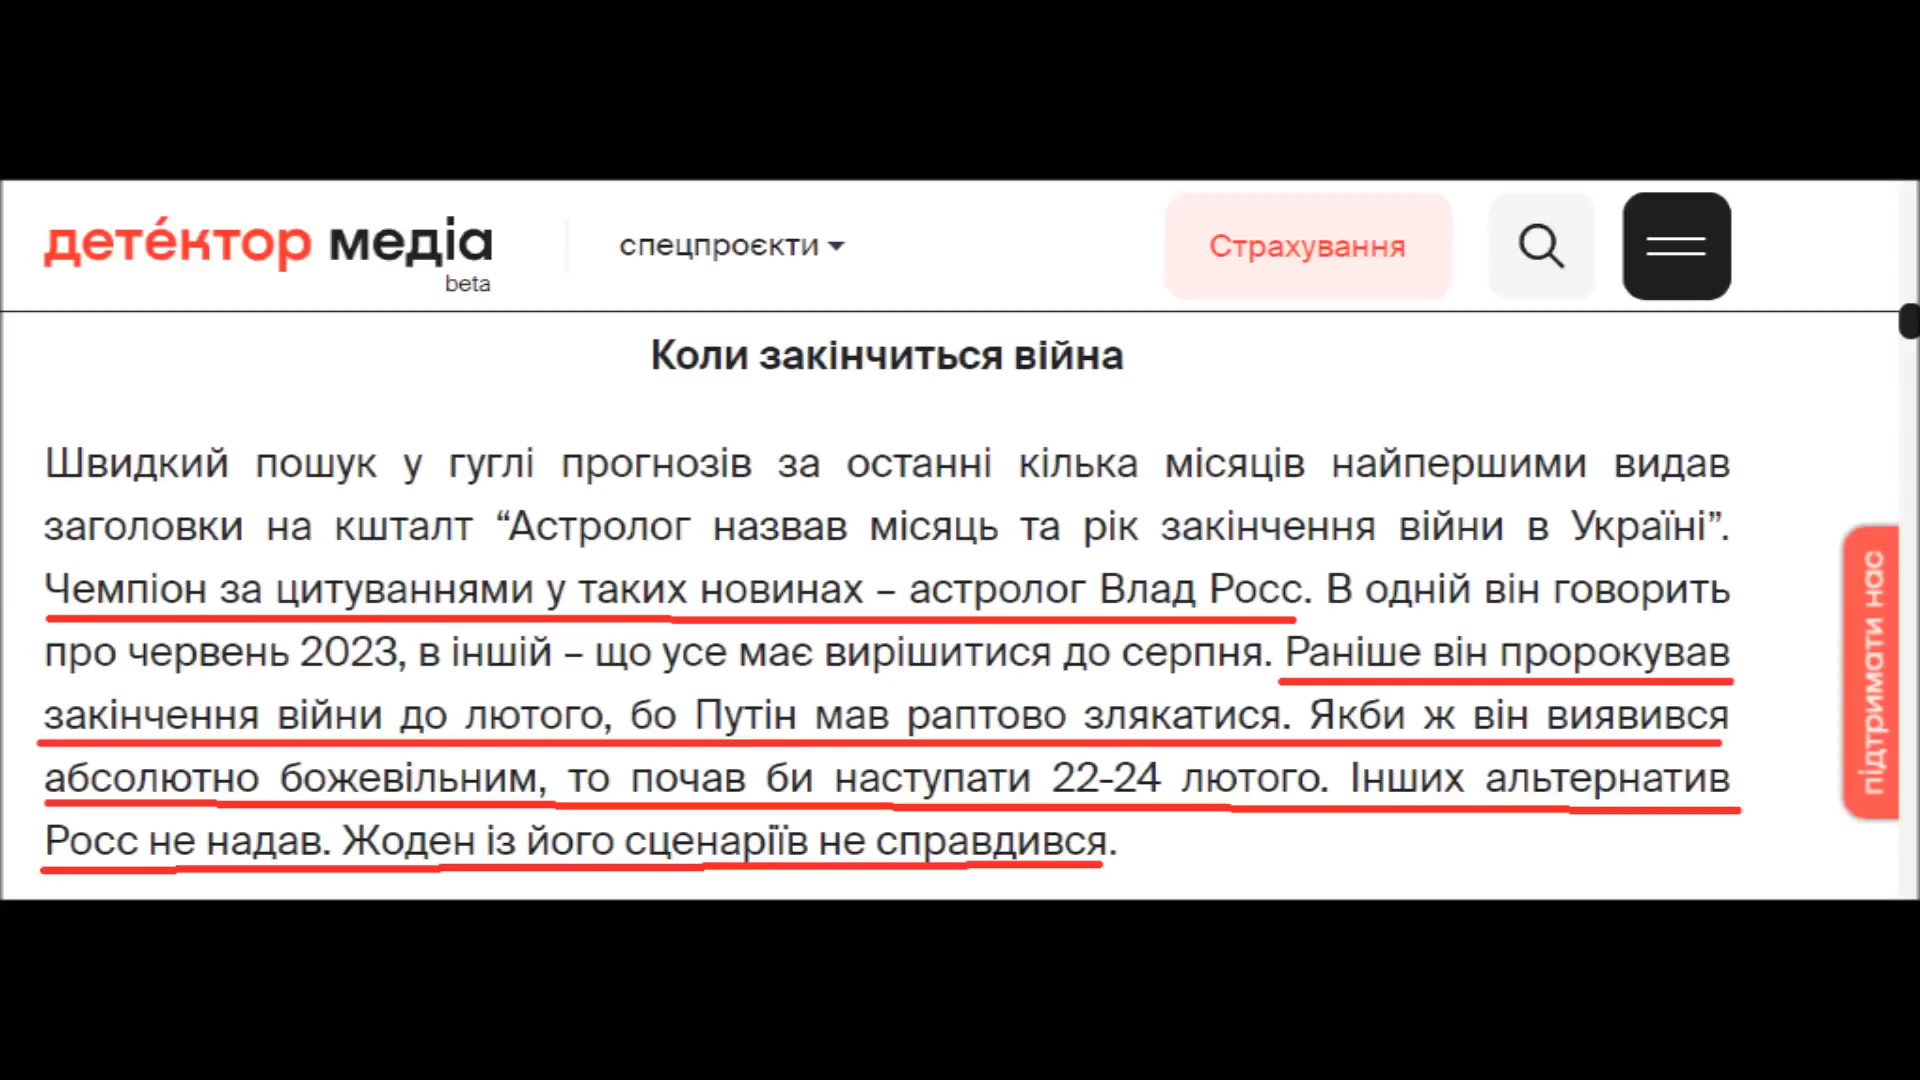 детéктор медіа
beta
спецпроєкти
Страхування
Коли закінчиться війна
Швидкий пошук у гуглі прогнозів за останні кілька місяців найпершими видав
заголовки на кшталт “Астролог назвав місяць та рік закінчення війни в Україні”.
Чемпіон за цитуваннями у таких новинах – астролог Влад Росс. В одній він говорить
про червень 2023, в іншій – що усе має вирішитися до серпня. Раніше він пророкував
закінчення війни до лютого, бо Путін мав раптово злякатися. Якби ж він виявився
абсолютно божевільним, то почав би наступати 22-24 лютого. Інших альтернатив
Росс не надав. Жоден із його сценаріїв не справдився.
підтримати нас